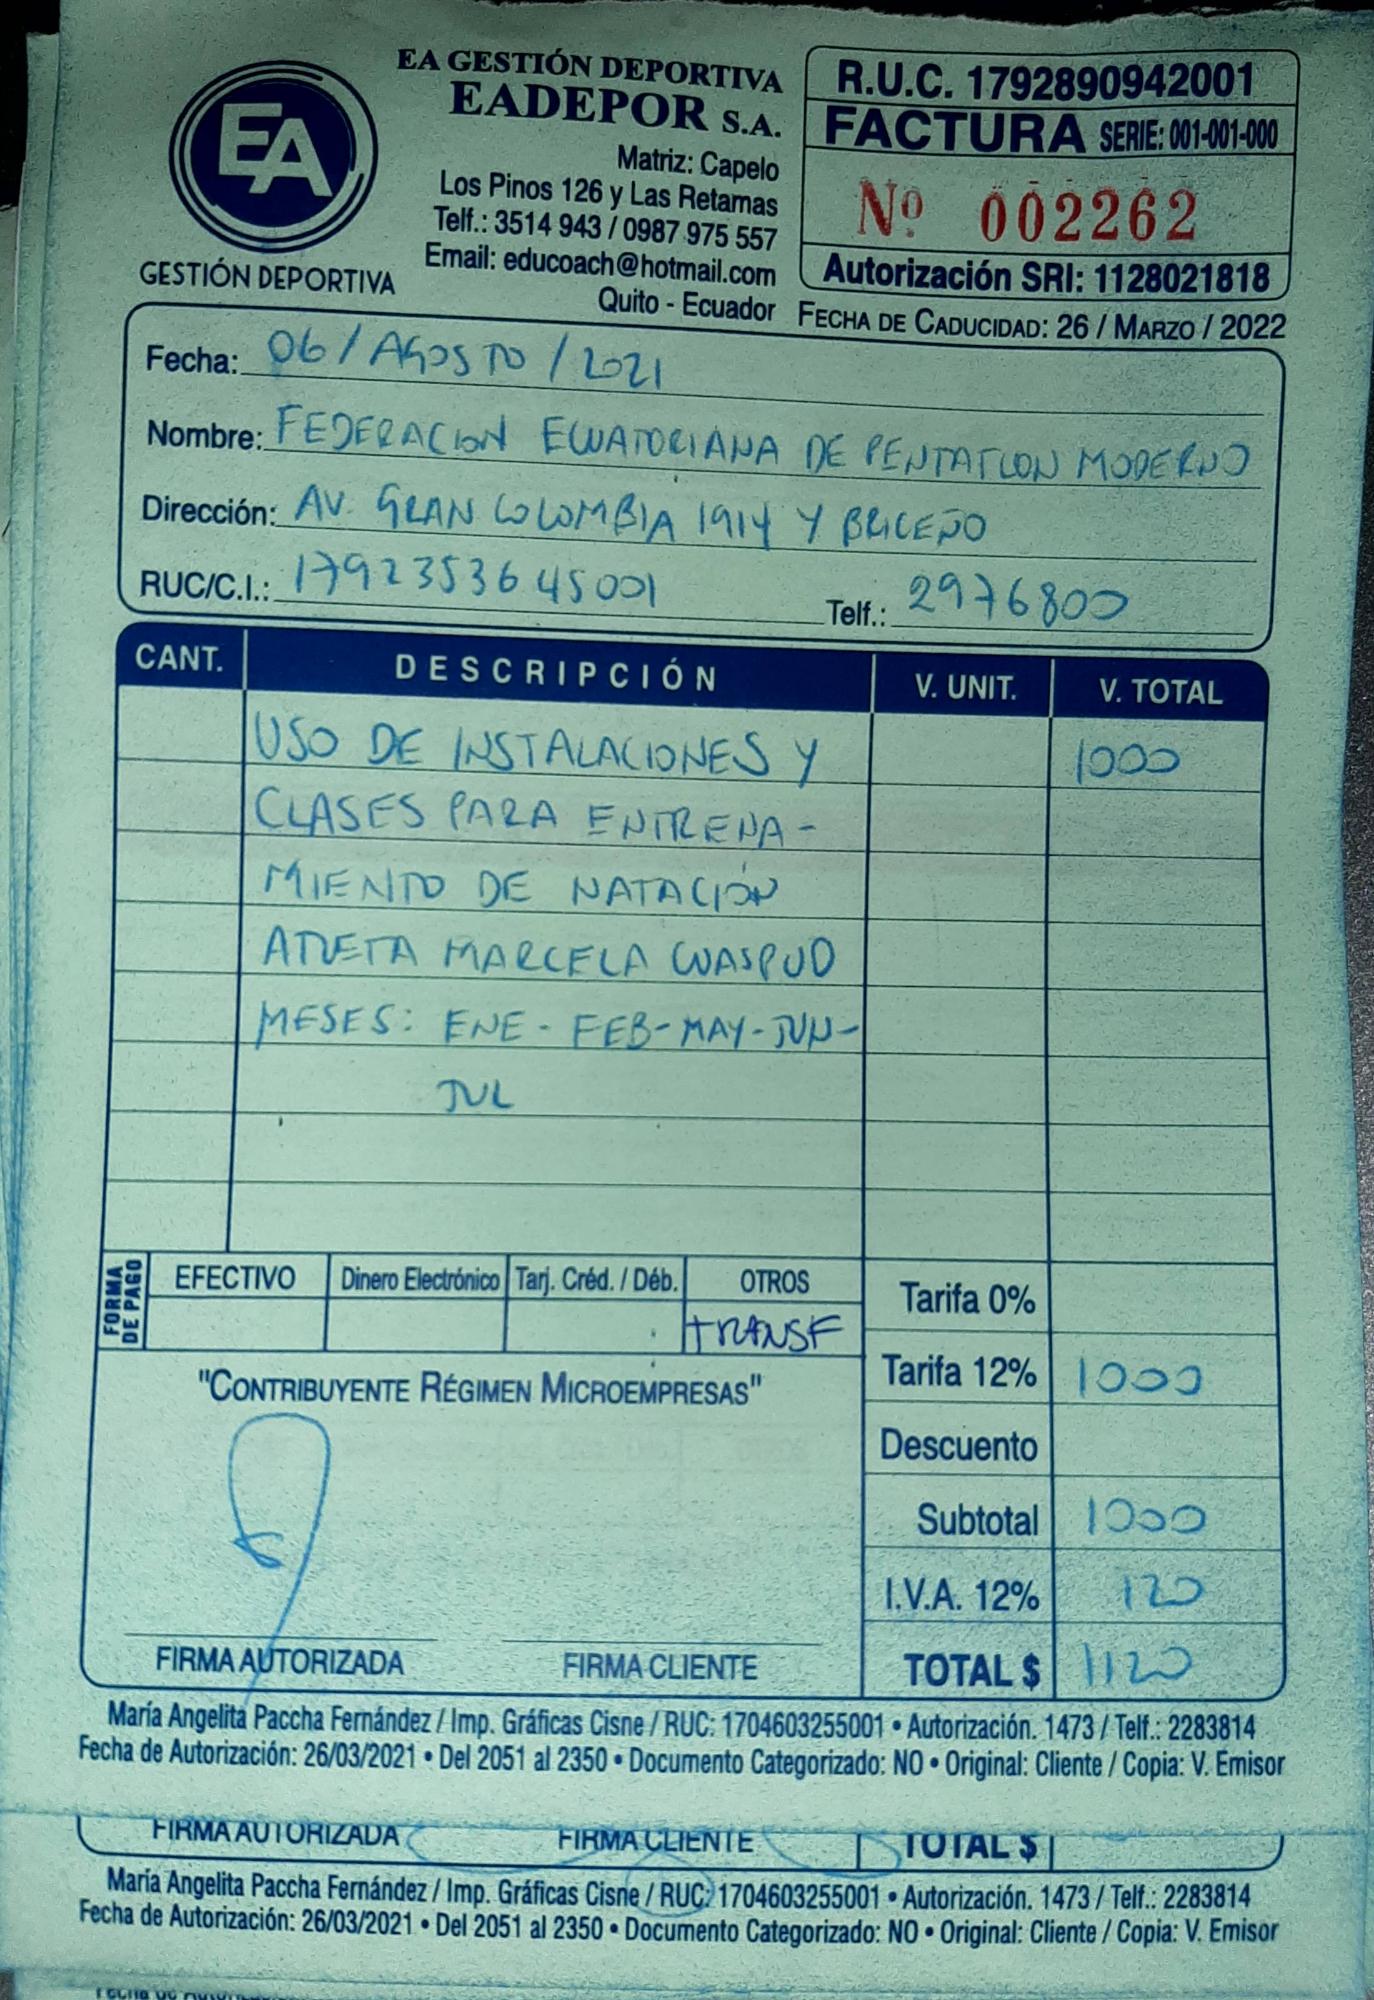 EA
GESTIÓN DEPORTIVA
EA GESTIÓN DEPORTIVA
EADEPOR S.A.
Matriz: Capelo
Los Pinos 126 y Las Retamas
Telf.: 3514 943 / 0987 975 557
Email: educoach@hotmail.com
Quito - Ecuador
R.U.C. 1792890942001
FACTURA SERIE: 001-001-000
Nº 002262
Autorización SRI: 1128021818
FECHA DE CADUCIDAD: 26 / MARZO / 2022
Fecha: 06/AGOSTO/2021
Nombre: FEDERACION ECUATORIANA DE PENTATLON MODERNO
Dirección: AV. GRAN COLOMBIA 1914 Y BRICEÑO
RUC/C.I.: 1792353645001 Telf.: 2976800
CANT. DESCRIPCIÓN V. UNIT. V. TOTAL
USO DE INSTALACIONES Y 1000
CLASES PARA ENTRENA-
MIENTO DE NATACIÓN
ATLETA MARCELA CUASPUD
MESES: ENE - FEB - MAY - JUN -
JUL
FORMA DE PAGO
EFECTIVO Dinero Electrónico Tarj. Créd. / Déb. OTROS
TRANSF
Tarifa 0%
Tarifa 12% 1000
Descuento
Subtotal 1000
I.V.A. 12% 120
TOTAL $ 1120
"CONTRIBUYENTE RÉGIMEN MICROEMPRESAS"
FIRMA AUTORIZADA FIRMA CLIENTE
María Angelita Paccha Fernández / Imp. Gráficas Cisne / RUC: 1704603255001 • Autorización. 1473 / Telf.: 2283814
Fecha de Autorización: 26/03/2021 • Del 2051 al 2350 • Documento Categorizado: NO • Original: Cliente / Copia: V. Emisor
FIRMA AUTORIZADA FIRMA CLIENTE TOTAL $
María Angelita Paccha Fernández / Imp. Gráficas Cisne / RUC: 1704603255001 • Autorización. 1473 / Telf.: 2283814
Fecha de Autorización: 26/03/2021 • Del 2051 al 2350 • Documento Categorizado: NO • Original: Cliente / Copia: V. Emisor